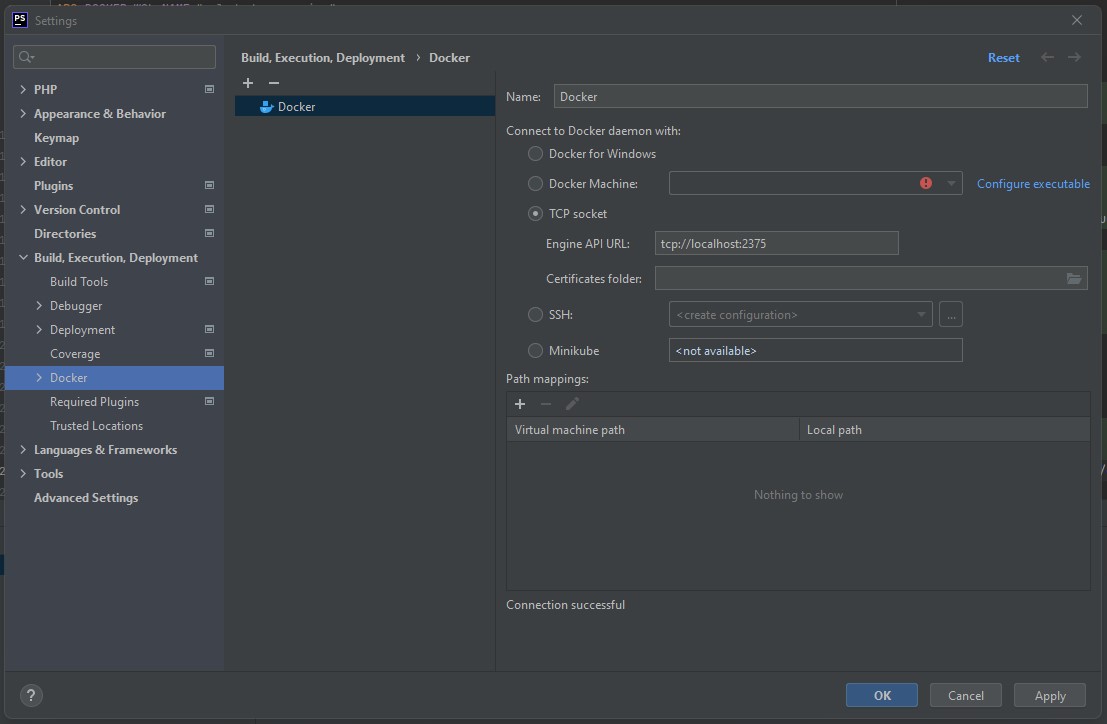 PS Settings
Build, Execution, Deployment › Docker Reset
PHP
Appearance & Behavior
Keymap
Editor
Plugins
Version Control
Directories
Build, Execution, Deployment
Build Tools
Debugger
Deployment
Coverage
Docker
Required Plugins
Trusted Locations
Languages & Frameworks
Tools
Advanced Settings
Docker
Name: Docker
Connect to Docker daemon with:
Docker for Windows
Docker Machine: Configure executable
TCP socket
Engine API URL: tcp://localhost:2375
Certificates folder:
SSH: <create configuration> ...
Minikube <not available>
Path mappings:
Virtual machine path Local path
Nothing to show
Connection successful
? OK Cancel Apply